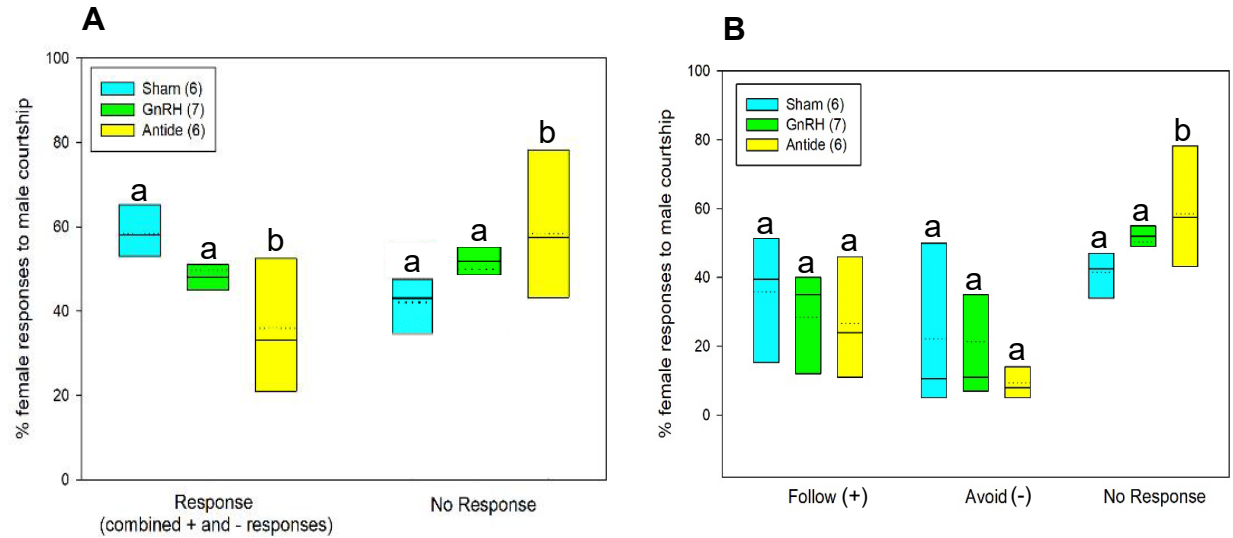 A
% female responses to male courtship
100
80
60
40
20
0
Sham (6)
GnRH (7)
Antide (6)
a
a
b
a
a
b
Response
(combined + and - responses)
No Response
B
% female responses to male courtship
100
80
60
40
20
0
Sham (6)
GnRH (7)
Antide (6)
a
a
a
a
a
a
a
a
b
Follow (+)
Avoid (-)
No Response